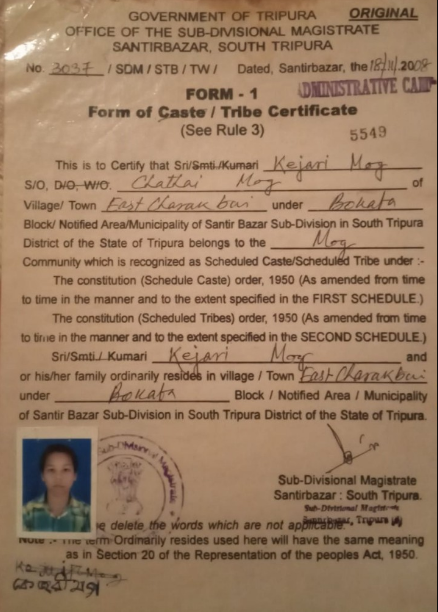 GOVERNMENT OF TRIPURA
ORIGINAL
OFFICE OF THE SUB-DIVISIONAL MAGISTRATE
SANTIRBAZAR, SOUTH TRIPURA
No. 3037 / SDM / STB / TW / Dated, Santirbazar, the 18/11/2008
ADMINISTRATIVE CAMP
FORM - 1
Form of Caste / Tribe Certificate
(See Rule 3)
5549
This is to Certify that Sri/Smti./Kumari Kejari Mog
S/O, D/O, W/O. Chathai Mog of
Village/ Town East Charakbai under Bokafa
Block/ Notified Area/Municipality of Santir Bazar Sub-Division in South Tripura
District of the State of Tripura belongs to the Mog
Community which is recognized as Scheduled Caste/Scheduled Tribe under :-
The constitution (Schedule Caste) order, 1950 (As amended from time
to time in the manner and to the extent specified in the FIRST SCHEDULE.)
The constitution (Scheduled Tribes) order, 1950 (As amended from time
to time in the manner and to the extent specified in the SECOND SCHEDULE.)
Sri/Smti./ Kumari Kejari Mog and
or his/her family ordinarily resides in village / Town East Charakbai
under Bokafa Block / Notified Area / Municipality
of Santir Bazar Sub-Division in South Tripura District of the State of Tripura.
Sub-Divisional Magistrate
Santirbazar : South Tripura.
Sub-Divisional Magistrate
Santirbazar, Tripura
delete the words which are not applicable.
Note :- The term Ordinarily resides used here will have the same meaning
as in Section 20 of the Representation of the peoples Act, 1950.